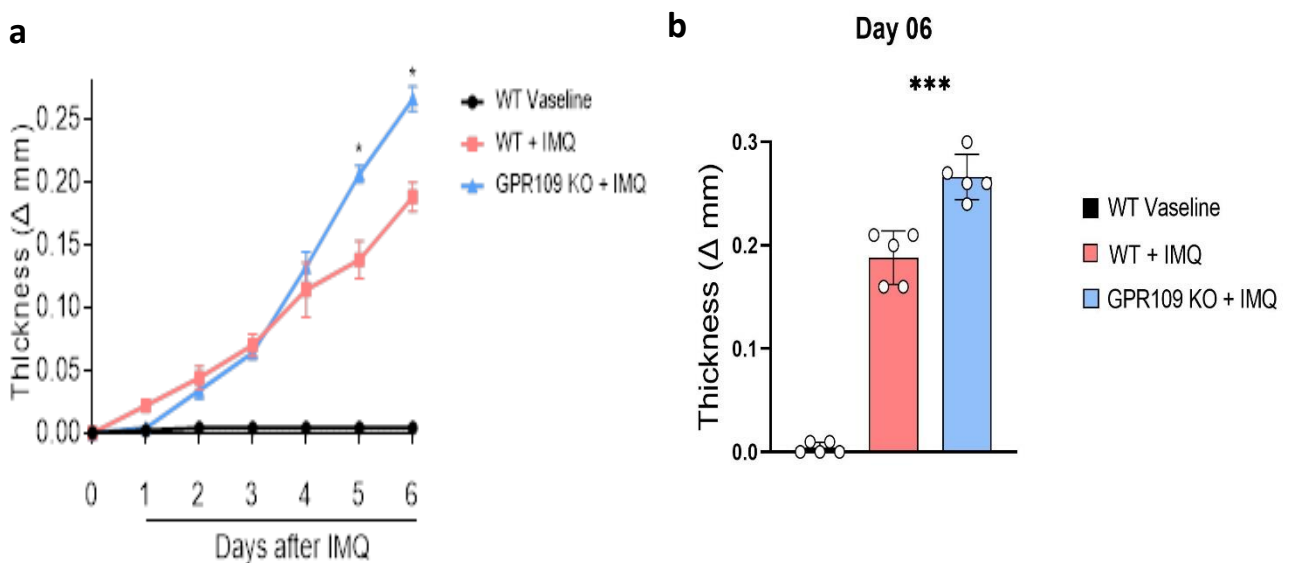 a
Thickness (Δ mm)
0.25
0.20
0.15
0.10
0.05
0.00
0 1 2 3 4 5 6
Days after IMQ
*
*
WT Vaseline
WT + IMQ
GPR109 KO + IMQ
b
Day 06
***
Thickness (Δ mm)
0.3
0.2
0.1
0.0
WT Vaseline
WT + IMQ
GPR109 KO + IMQ